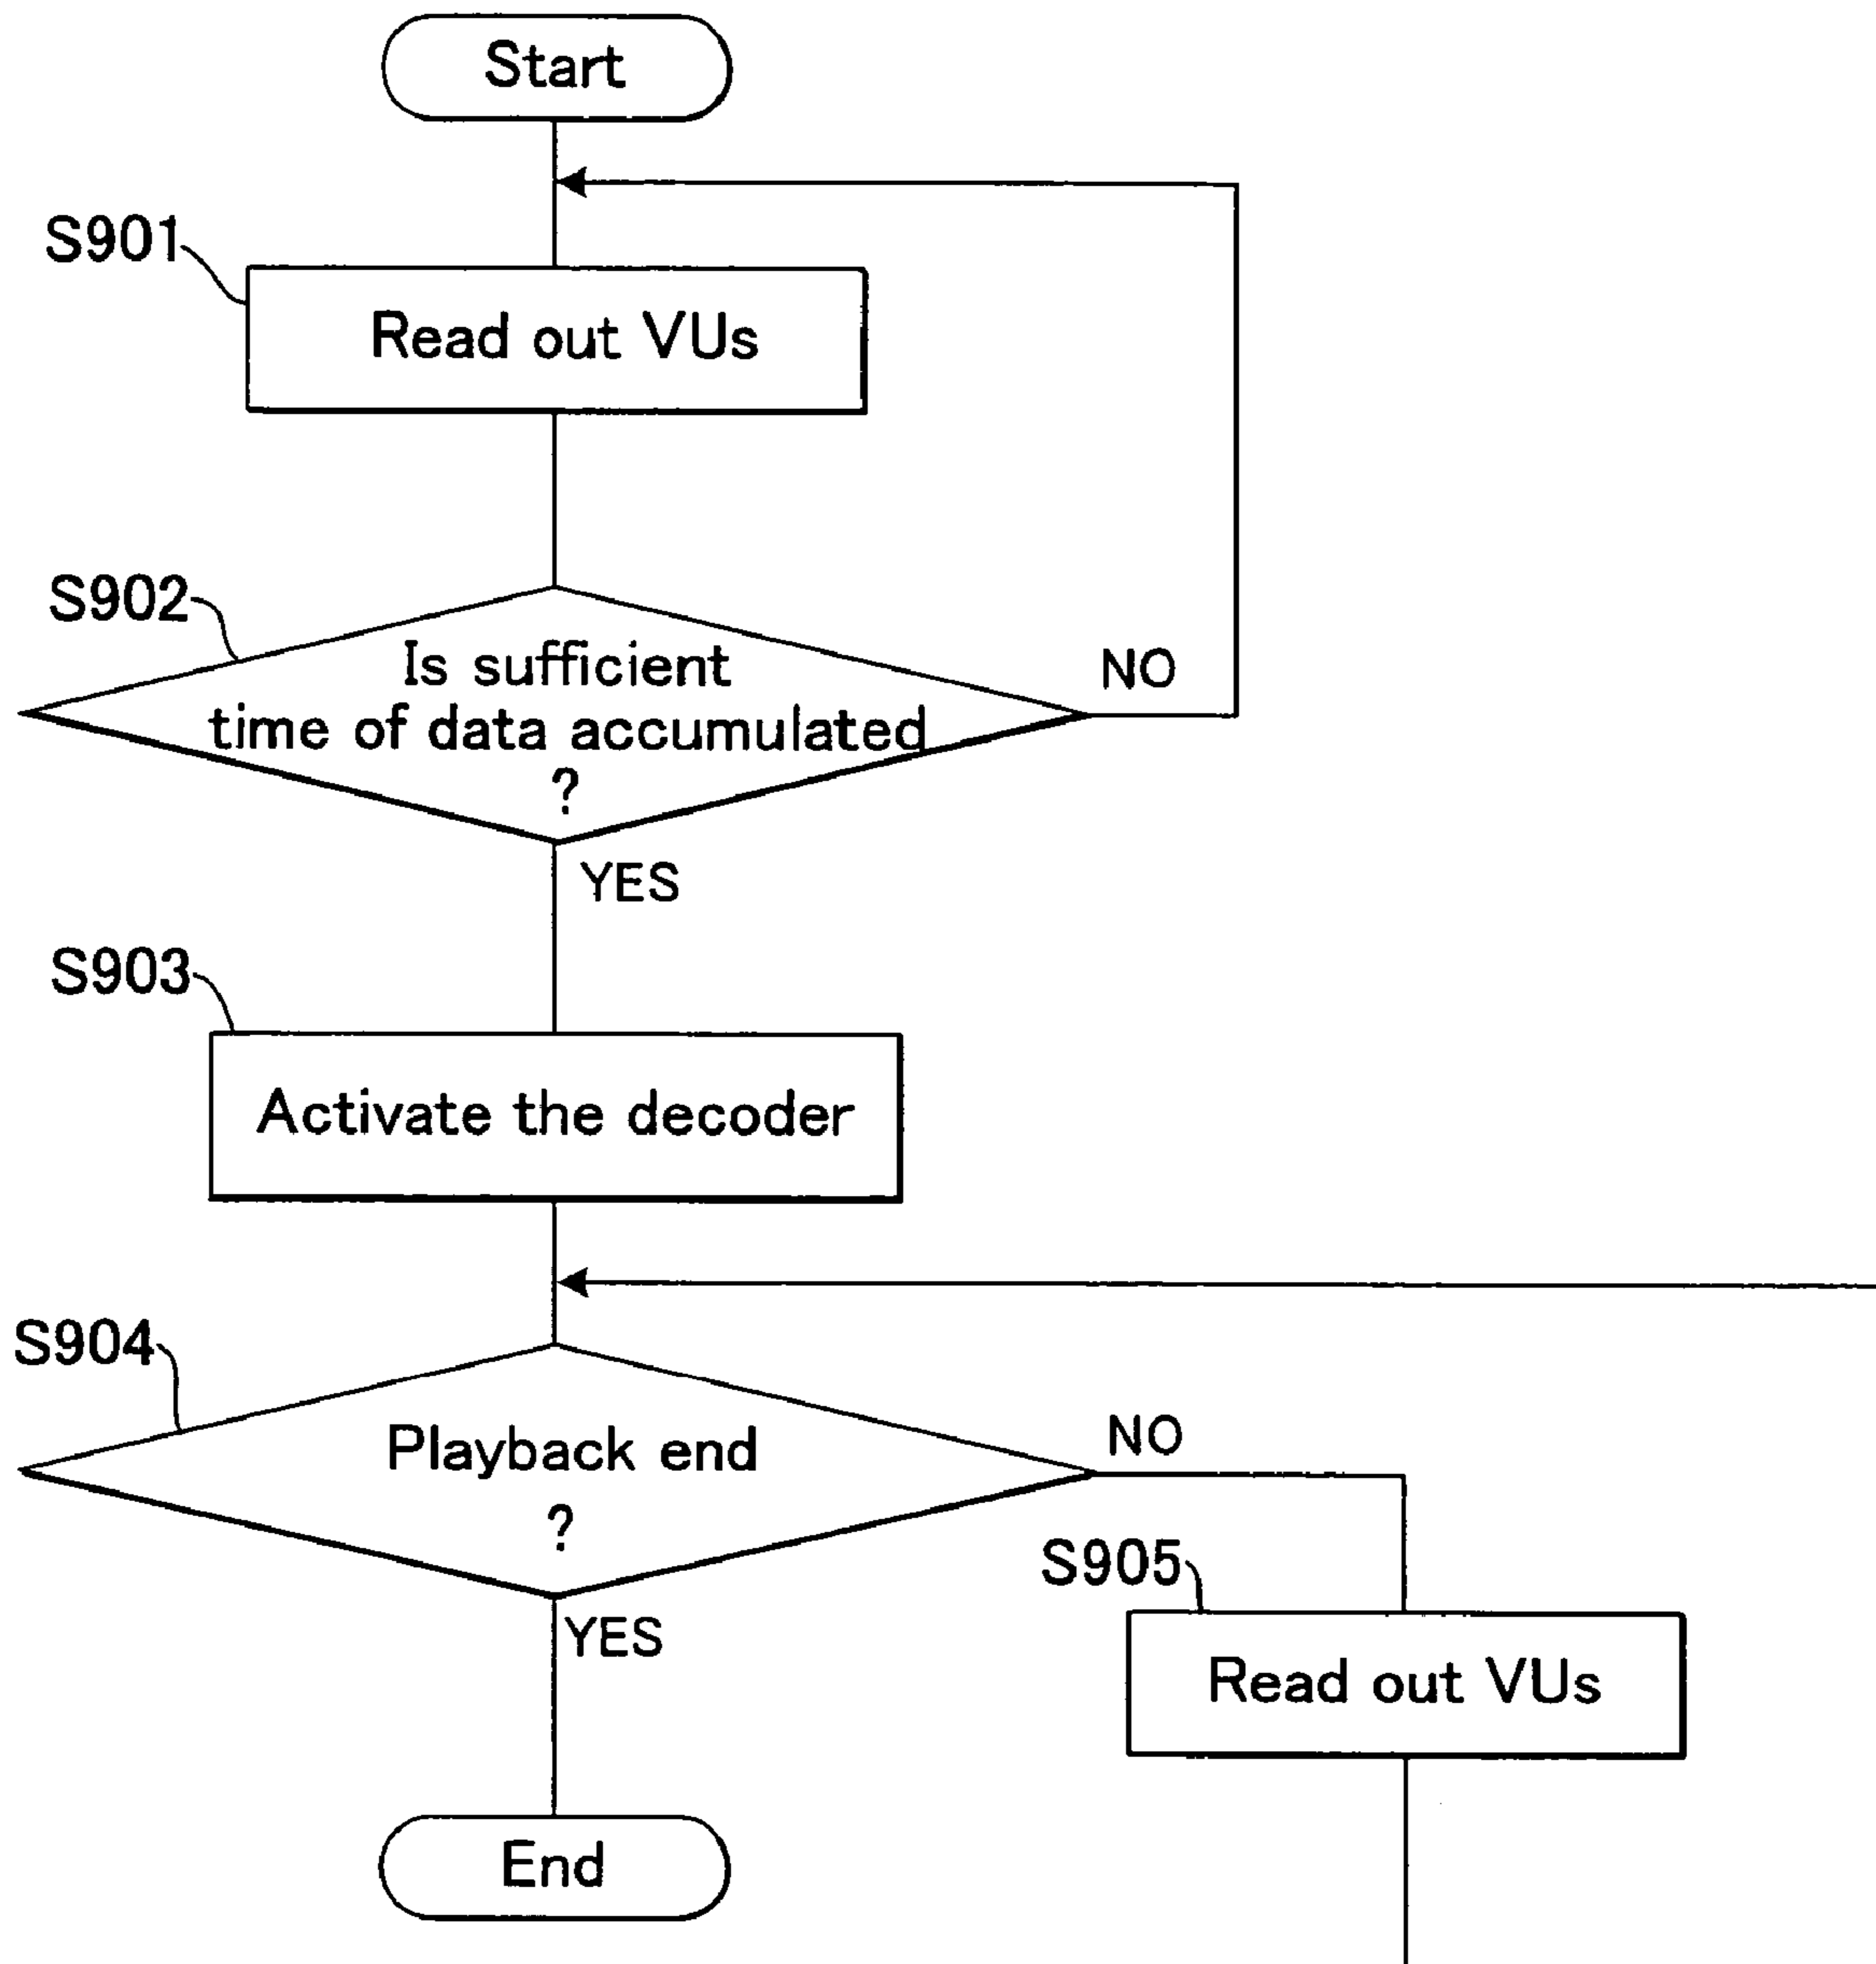 Start
S901
Read out VUs
S902
Is sufficient
time of data accumulated
?
NO
YES
S903
Activate the decoder
S904
Playback end
?
NO
YES
S905
Read out VUs
End